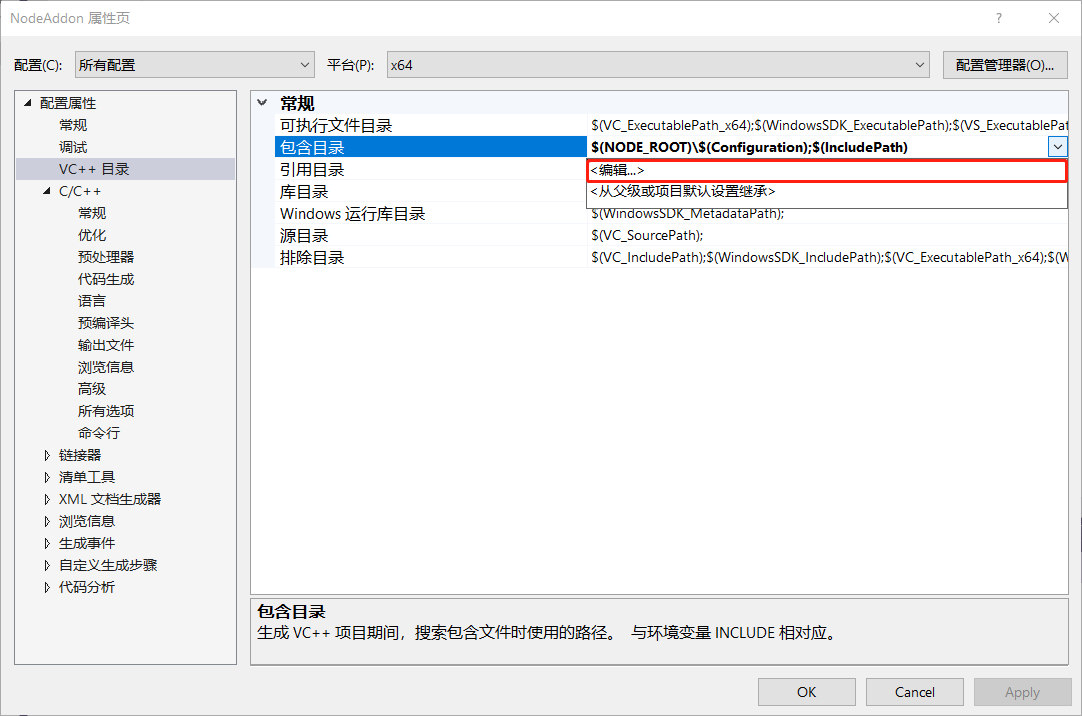 NodeAddon 属性页
?
配置(C): 所有配置 平台(P): x64 配置管理器(O)...
配置属性
常规
调试
VC++ 目录
C/C++
常规
优化
预处理器
代码生成
语言
预编译头
输出文件
浏览信息
高级
所有选项
命令行
链接器
清单工具
XML 文档生成器
浏览信息
生成事件
自定义生成步骤
代码分析
常规
可执行文件目录 $(VC_ExecutablePath_x64);$(WindowsSDK_ExecutablePath);$(VS_ExecutablePat
包含目录 $(NODE_ROOT)\$(Configuration);$(IncludePath)
引用目录 <编辑...>
库目录 <从父级或项目默认设置继承>
Windows 运行库目录 $(WindowsSDK_MetadataPath);
源目录 $(VC_SourcePath);
排除目录 $(VC_IncludePath);$(WindowsSDK_IncludePath);$(VC_ExecutablePath_x64);$(W
包含目录
生成 VC++ 项目期间，搜索包含文件时使用的路径。 与环境变量 INCLUDE 相对应。
OK Cancel Apply